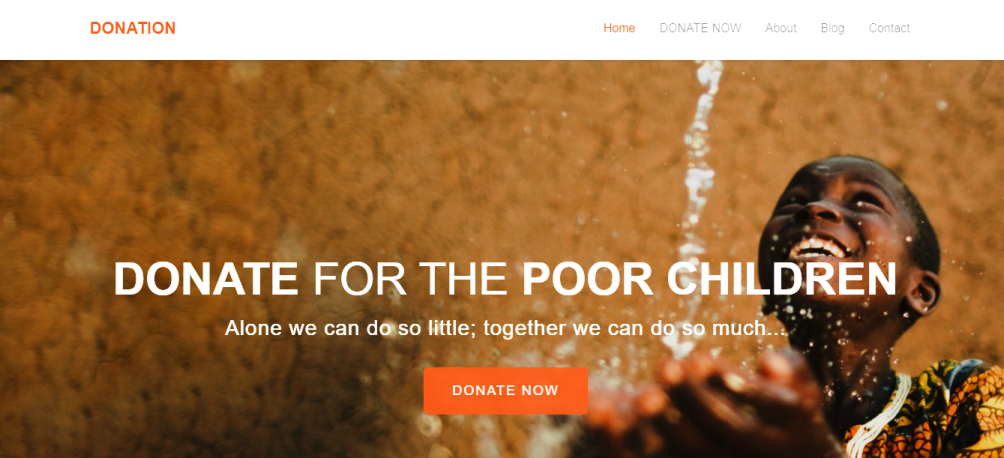 DONATION
Home DONATE NOW About Blog Contact
DONATE FOR THE POOR CHILDREN
Alone we can do so little; together we can do so much...
DONATE NOW